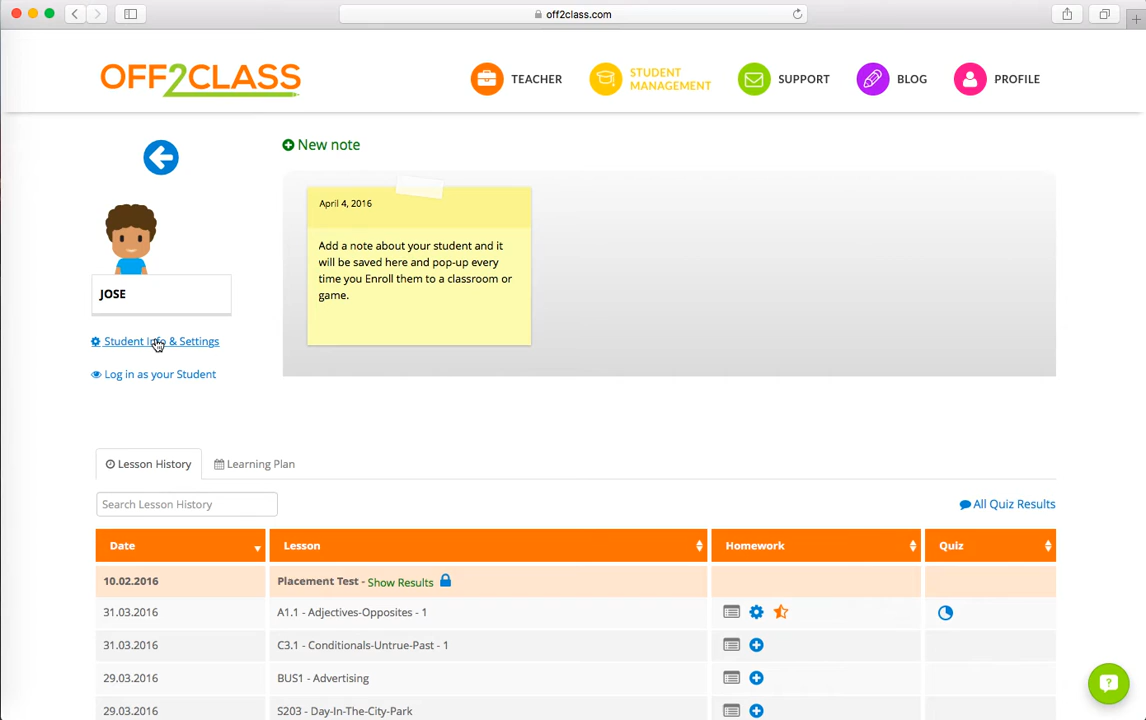 off2class.com
OFF2CLASS
TEACHER
STUDENT
MANAGEMENT
SUPPORT
BLOG
PROFILE
New note
April 4, 2016
Add a note about your student and it
will be saved here and pop-up every
time you Enroll them to a classroom or
game.
JOSE
Student Info & Settings
Log in as your Student
Lesson History
Learning Plan
Search Lesson History
All Quiz Results
Date
Lesson
Homework
Quiz
10.02.2016
Placement Test - Show Results
31.03.2016
A1.1 - Adjectives-Opposites - 1
31.03.2016
C3.1 - Conditionals-Untrue-Past - 1
29.03.2016
BUS1 - Advertising
29.03.2016
S203 - Day-In-The-City-Park